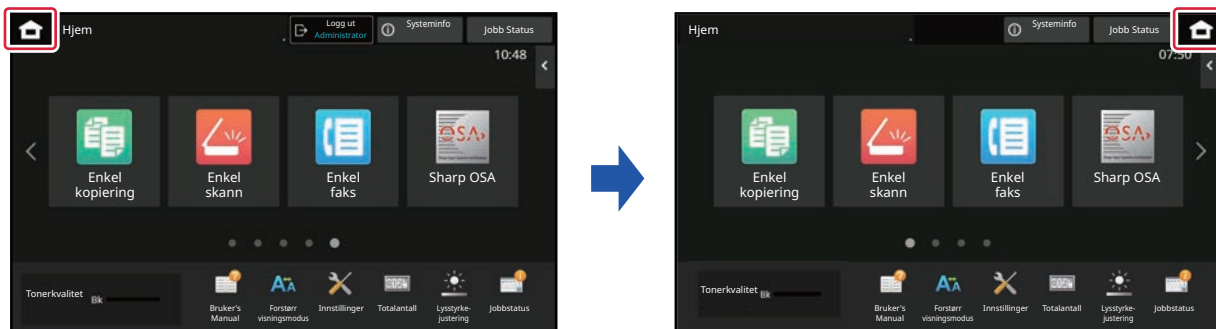 Hjem
Logg ut
Administrator
Systeminfo
Jobb Status
10:48
Enkel
kopiering
Enkel
skann
Enkel
faks
OSA
Sharp OSA
Tonerkvalitet
Bk
Bruker's
Manual
Forstørr
visningsmodus
Innstillinger
Totalantall
Lysstyrke-
justering
Jobbstatus
Hjem
Systeminfo
Jobb Status
07:50
Enkel
kopiering
Enkel
skann
Enkel
faks
OSA
Sharp OSA
Tonerkvalitet
Bk
Bruker's
Manual
Forstørr
visningsmodus
Innstillinger
Totalantall
Lysstyrke-
justering
Jobbstatus